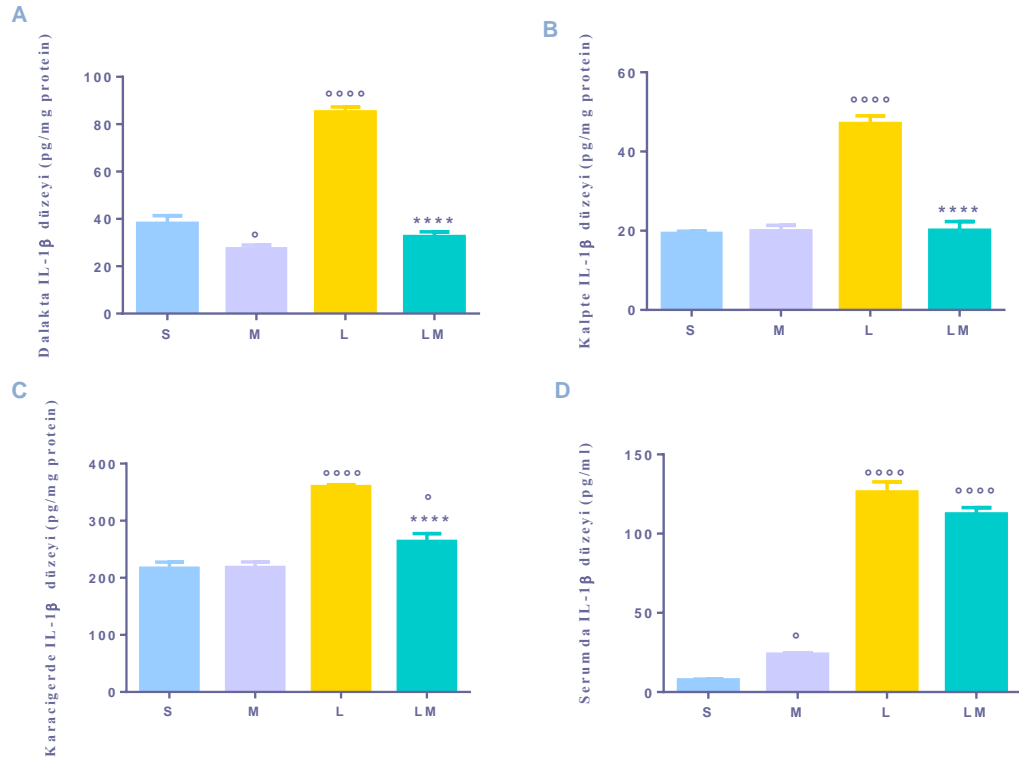 A
Dalakta IL-1β düzeyi (pg/mg protein)
100
80
60
40
20
0
°
°°°°
****
S M L LM
B
Kalpte IL-1β düzeyi (pg/mg protein)
60
40
20
0
°°°°
****
S M L LM
C
Karacigerde IL-1β düzeyi (pg/mg protein)
400
300
200
100
0
°°°°
°
****
S M L LM
D
Serumda IL-1β düzeyi (pg/ml)
150
100
50
0
°
°°°°
°°°°
S M L LM